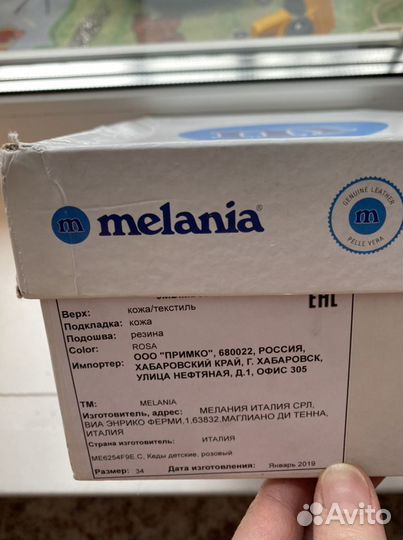 m melania®
GENUINE LEATHER
m
PELLE VERA
Верх: кожа/текстиль
Подкладка: кожа
Подошва: резина
Color: ROSA
Импортер: ООО "ПРИМКО", 680022, РОССИЯ,
ХАБАРОВСКИЙ КРАЙ, Г. ХАБАРОВСК,
УЛИЦА НЕФТЯНАЯ, Д.1, ОФИС 305
EAC
ТМ: MELANIA
Изготовитель, адрес: МЕЛАНИЯ ИТАЛИЯ СРЛ,
ВИА ЭНРИКО ФЕРМИ,1,63832,МАГЛИАНО ДИ ТЕННА,
ИТАЛИЯ
Страна изготовитель: ИТАЛИЯ
ME6254F9E.C, Кеды детские, розовый
Размер: 34 Дата изготовления: Январь 2019
Avito